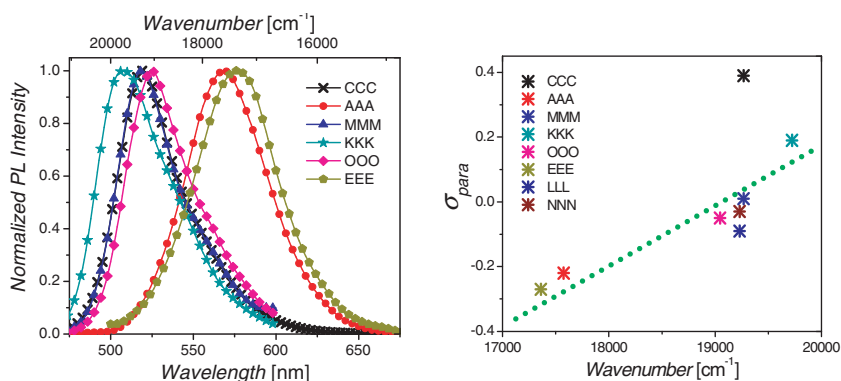 Wavenumber [cm⁻¹]
20000 18000 16000
1.0
0.8
0.6
0.4
0.2
0.0
Normalized PL Intensity
CCC
AAA
MMM
KKK
OOO
EEE
500 550 600 650
Wavelength [nm]
0.4
0.2
0.0
-0.2
-0.4
σpara
CCC
AAA
MMM
KKK
OOO
EEE
LLL
NNN
17000 18000 19000 20000
Wavenumber [cm⁻¹]